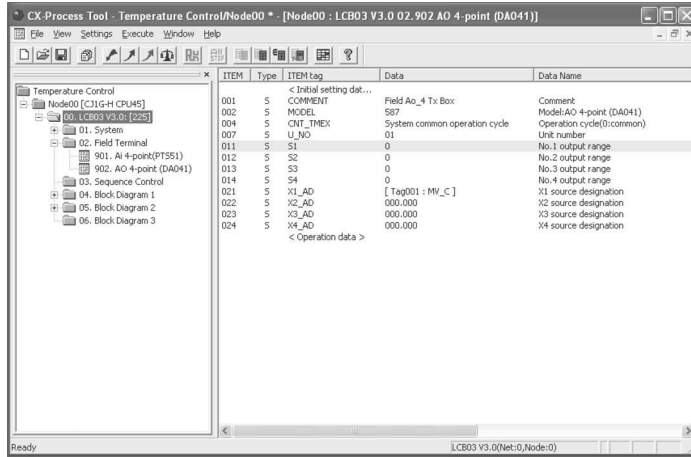 CX-Process Tool - Temperature Control/Node00 * - [Node00 : LCB03 V3.0 02.902 AO 4-point (DA041)]
File View Settings Execute Window Help
Temperature Control
Node00 [CJ1G-H CPU45]
00. LCB03 V3.0: [225]
01. System
02. Field Terminal
901. Ai 4-point(PTS51)
902. AO 4-point (DA041)
03. Sequence Control
04. Block Diagram 1
05. Block Diagram 2
06. Block Diagram 3
ITEM Type ITEM tag Data Data Name
< Initial setting dat...
001 S COMMENT Field Ao_4 Tx Box Comment
002 S MODEL 587 Model:AO 4-point (DA041)
004 S CNT_TMEX System common operation cycle Operation cycle(0:common)
007 S U_NO 01 Unit number
011 S S1 0 No.1 output range
012 S S2 0 No.2 output range
013 S S3 0 No.3 output range
014 S S4 0 No.4 output range
021 S X1_AD [ Tag001 : MV_C ] X1 source designation
022 S X2_AD 000.000 X2 source designation
023 S X3_AD 000.000 X3 source designation
024 S X4_AD 000.000 X4 source designation
< Operation data >
Ready LCB03 V3.0(Net:0,Node:0)